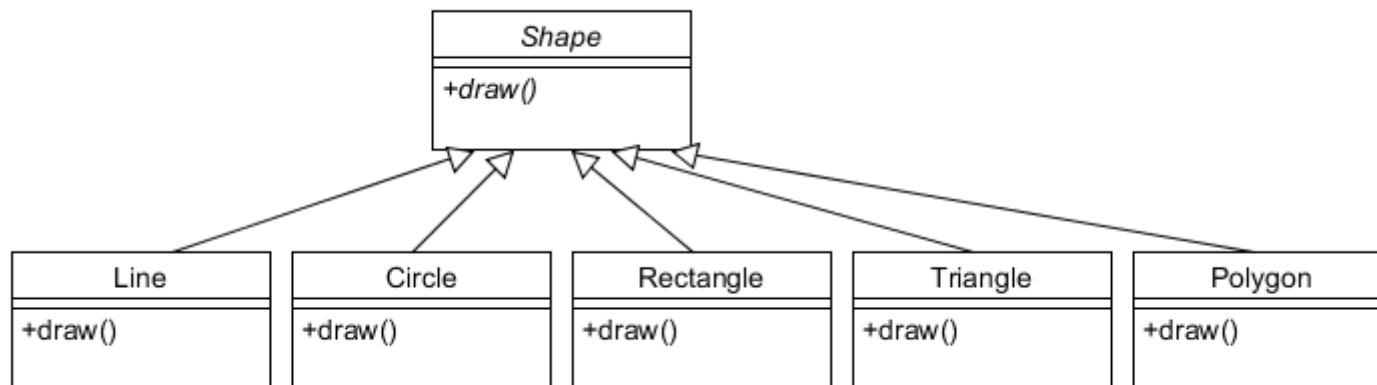 Shape
+draw()
Line
Circle
Rectangle
Triangle
Polygon
+draw()
+draw()
+draw()
+draw()
+draw()